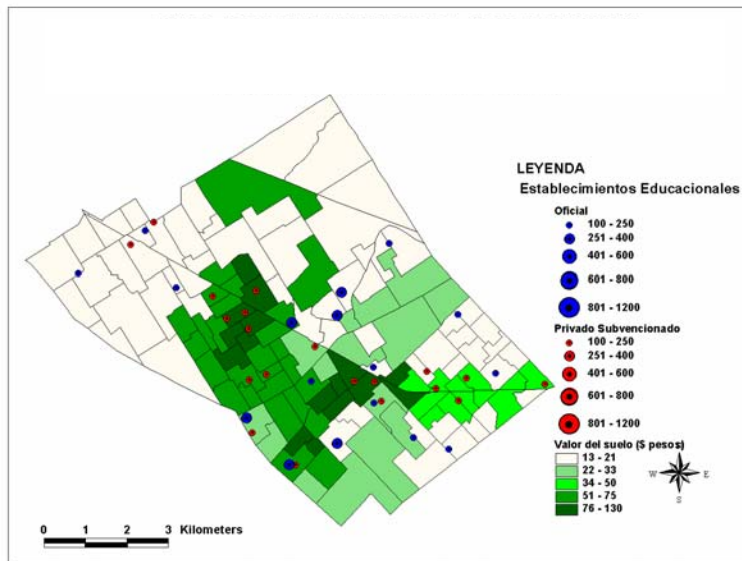 LEYENDA
Establecimientos Educacionales
Oficial
100 - 250
251 - 400
401 - 600
601 - 800
801 - 1200
Privado Subvencionado
100 - 250
251 - 400
401 - 600
601 - 800
801 - 1200
Valor del suelo ($ pesos)
13 - 21
22 - 33
34 - 50
51 - 75
76 - 130
N
W E
S
0 1 2 3 Kilometers